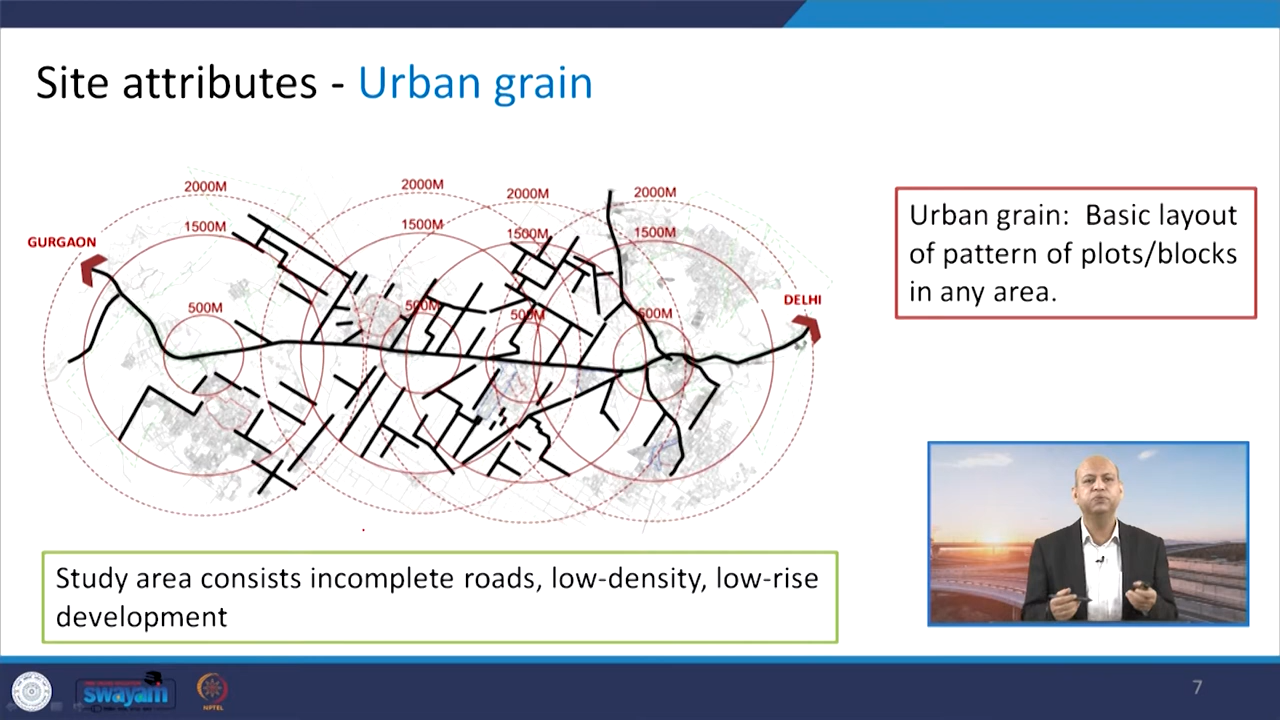 Site attributes - Urban grain
2000M
2000M
2000M
2000M
GURGAON
1500M
1500M
1500M
1500M
DELHI
500M
500M
500M
500M
Urban grain: Basic layout
of pattern of plots/blocks
in any area.
Study area consists incomplete roads, low-density, low-rise
development
swayam
NPTEL
7